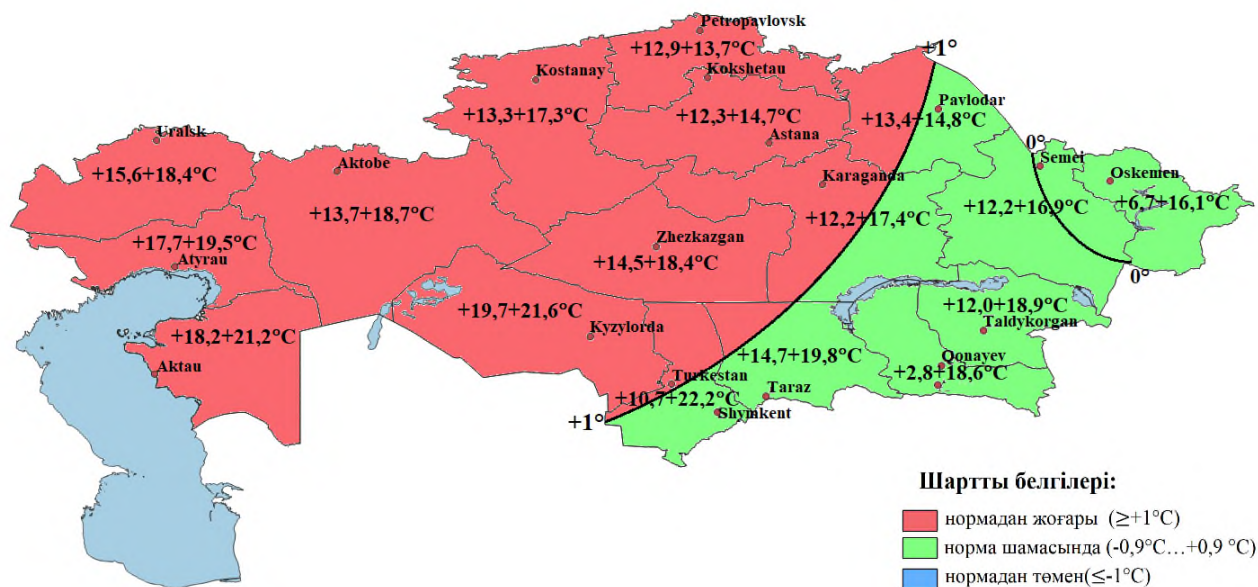 Petropavlovsk
+12,9+13,7°C
+1°
Kostanay
Kokshetau
+13,3+17,3°C
+12,3+14,7°C
+13,4+14,8°C
Pavlodar
Uralsk
Astana
0°
Semei
Aktobe
Oskemen
+15,6+18,4°C
Karaganda
+13,7+18,7°C
+12,2+17,4°C
+12,2+16,9°C
+6,7+16,1°C
+17,7+19,5°C
Zhezkazgan
Atyrau
+14,5+18,4°C
0°
+19,7+21,6°C
+12,0+18,9°C
+18,2+21,2°C
Kyzylorda
Taldykorgan
+14,7+19,8°C
Qonayev
Aktau
Turkestan
+2,8+18,6°C
+10,7+22,2°C
Taraz
Shymkent
+1°
Шартты белгілері:
нормадан жоғары (≥+1°C)
норма шамасында (-0,9°C…+0,9 °C)
нормадан төмен(≤-1°C)